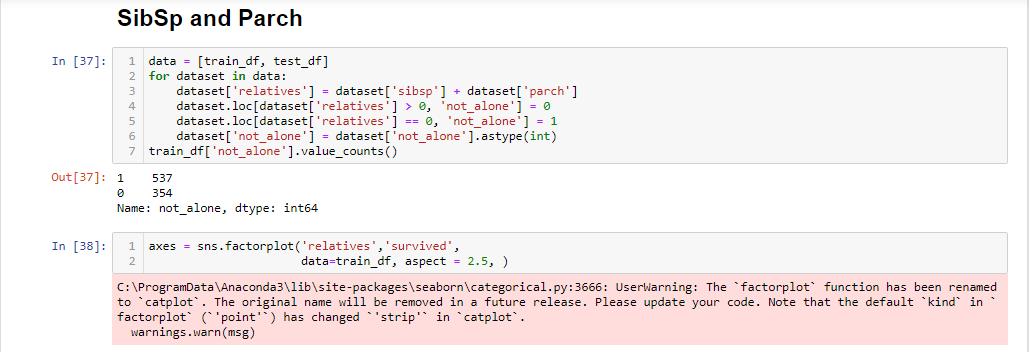 SibSp and Parch
In [37]:
1 data = [train_df, test_df]
2 for dataset in data:
3     dataset['relatives'] = dataset['sibsp'] + dataset['parch']
4     dataset.loc[dataset['relatives'] > 0, 'not_alone'] = 0
5     dataset.loc[dataset['relatives'] == 0, 'not_alone'] = 1
6     dataset['not_alone'] = dataset['not_alone'].astype(int)
7 train_df['not_alone'].value_counts()
Out[37]: 1    537
0    354
Name: not_alone, dtype: int64
In [38]:
1 axes = sns.factorplot('relatives','survived',
2                       data=train_df, aspect = 2.5, )
C:\ProgramData\Anaconda3\lib\site-packages\seaborn\categorical.py:3666: UserWarning: The `factorplot` function has been renamed
to `catplot`. The original name will be removed in a future release. Please update your code. Note that the default `kind` in `
factorplot` (`'point'`) has changed `'strip'` in `catplot`.
  warnings.warn(msg)